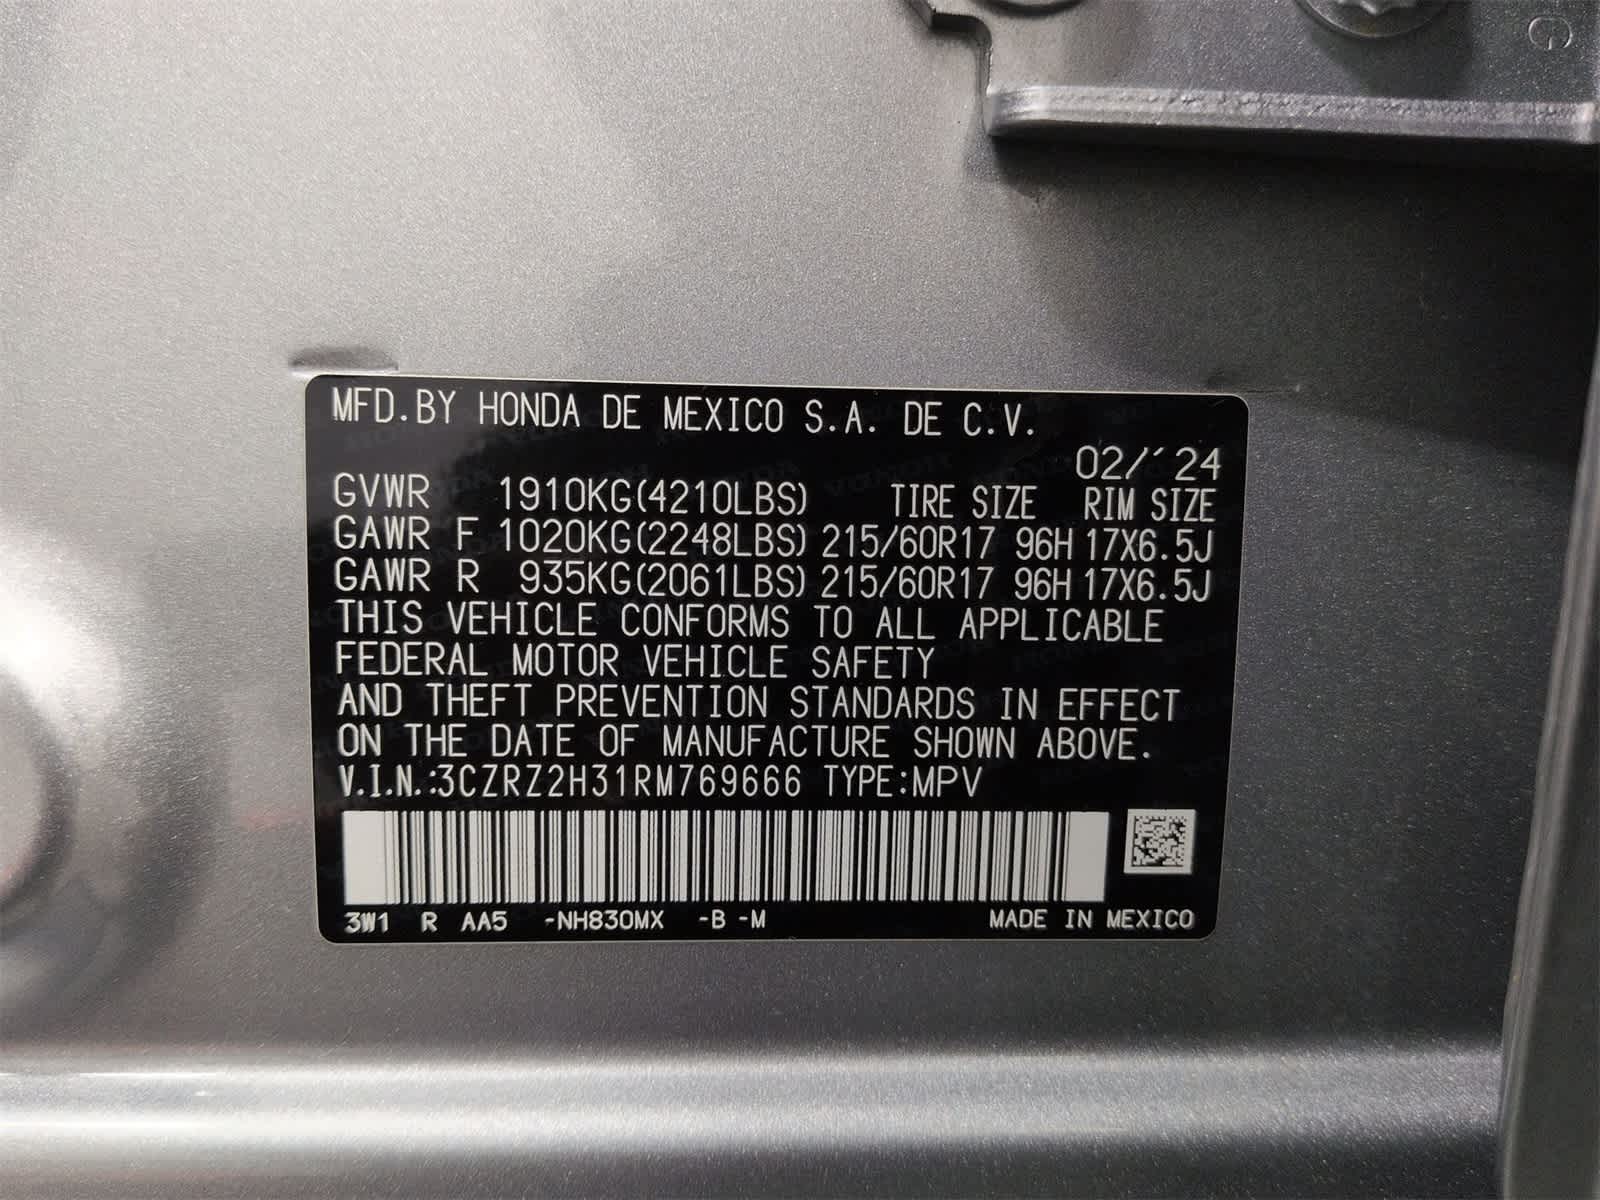 MFD.BY HONDA DE MEXICO S.A. DE C.V.
02/´24
GVWR 1910KG(4210LBS) TIRE SIZE RIM SIZE
GAWR F 1020KG(2248LBS) 215/60R17 96H 17X6.5J
GAWR R 935KG(2061LBS) 215/60R17 96H 17X6.5J
THIS VEHICLE CONFORMS TO ALL APPLICABLE
FEDERAL MOTOR VEHICLE SAFETY
AND THEFT PREVENTION STANDARDS IN EFFECT
ON THE DATE OF MANUFACTURE SHOWN ABOVE.
V.I.N.:3CZRZ2H31RM769666 TYPE:MPV
3W1 R AA5 -NH830MX -B -M MADE IN MEXICO